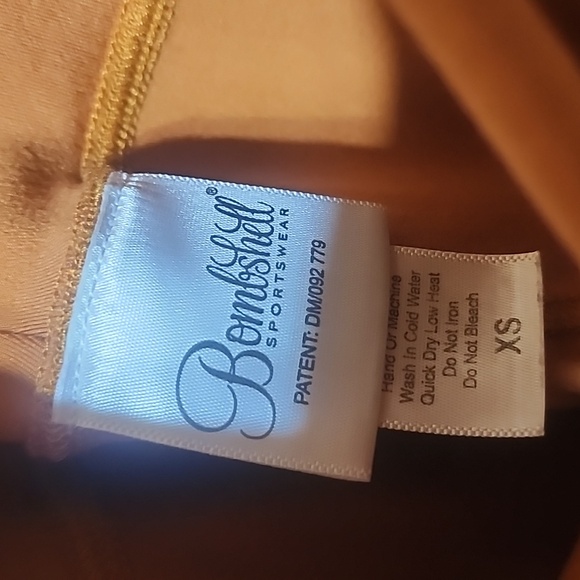 Bombshell®
SPORTSWEAR
PATENT: DM/092 779
Hand Or Machine
Wash In Cold Water
Quick Dry Low Heat
Do Not Iron
Do Not Bleach
XS